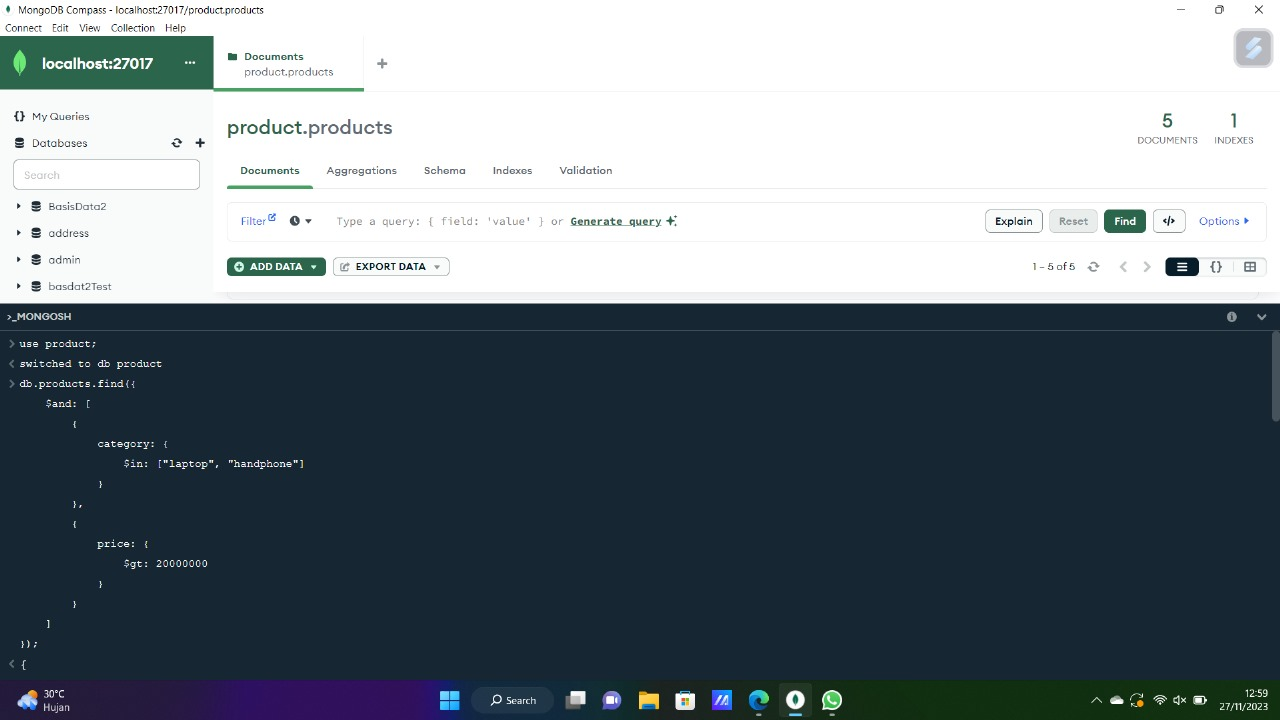 MongoDB Compass - localhost:27017/product.products
Connect Edit View Collection Help
localhost:27017 ...
Documents
product.products
+
{} My Queries
Databases
Search
BasisData2
address
admin
basdat2Test
product.products
5
DOCUMENTS
1
INDEXES
Documents Aggregations Schema Indexes Validation
Filter Type a query: { field: 'value' } or Generate query Explain Reset Find </> Options
ADD DATA EXPORT DATA 1 – 5 of 5 {}
>_MONGOSH
> use product;
< switched to db product
> db.products.find({
$and: [
{
category: {
$in: ["laptop", "handphone"]
}
},
{
price: {
$gt: 20000000
}
}
]
});
< {
30°C
Hujan
Search
12:59
27/11/2023